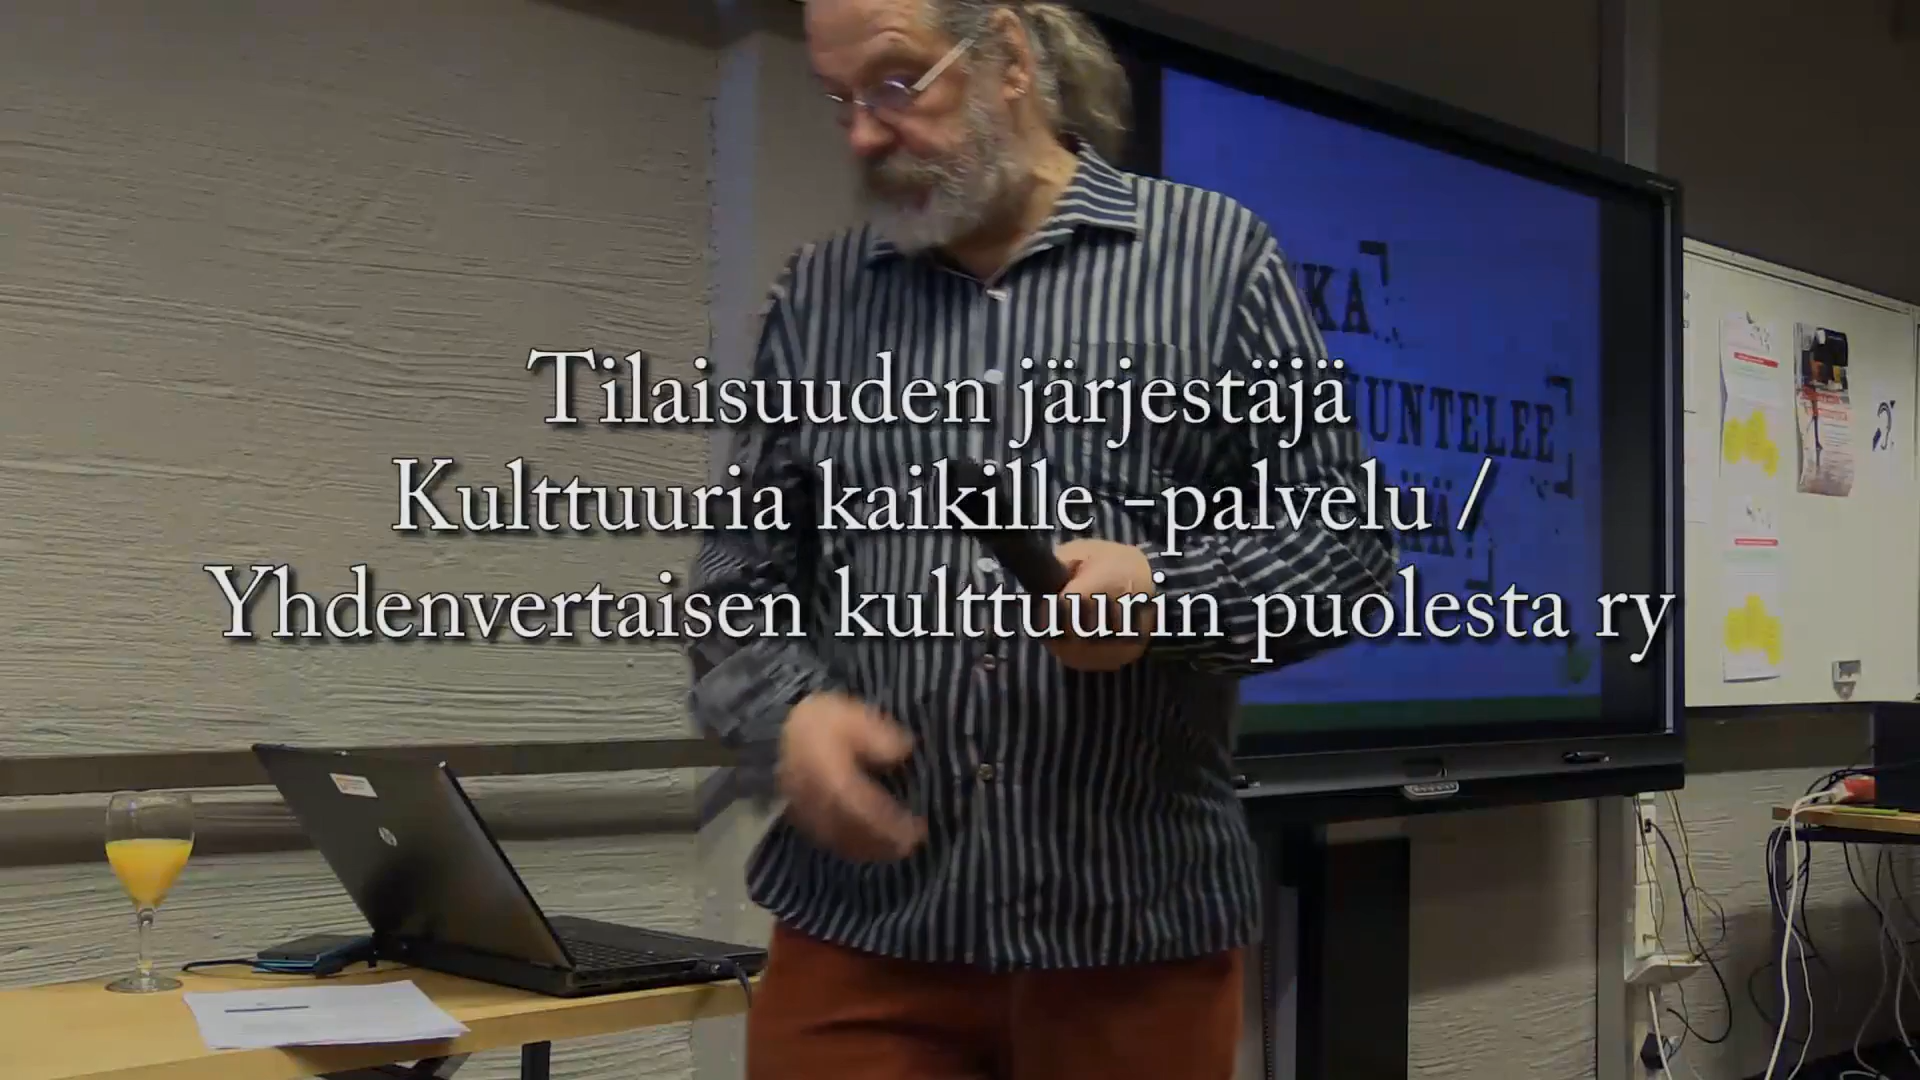 Tilaisuuden järjestäjä
Kulttuuria kaikille -palvelu /
Yhdenvertaisen kulttuurin puolesta ry